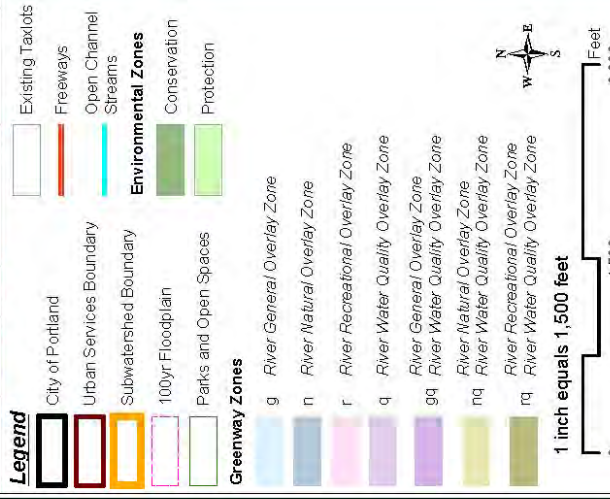 Legend
City of Portland
Urban Services Boundary
Subwatershed Boundary
100yr Floodplain
Parks and Open Spaces
Existing Taxlots
Freeways
Open Channel
Streams
Environmental Zones
Conservation
Protection
Greenway Zones
g River General Overlay Zone
n River Natural Overlay Zone
r River Recreational Overlay Zone
q River Water Quality Overlay Zone
gq River General Overlay Zone
River Water Quality Overlay Zone
nq River Natural Overlay Zone
River Water Quality Overlay Zone
rq River Recreational Overlay Zone
River Water Quality Overlay Zone
N
W E
S
1 inch equals 1,500 feet
Feet